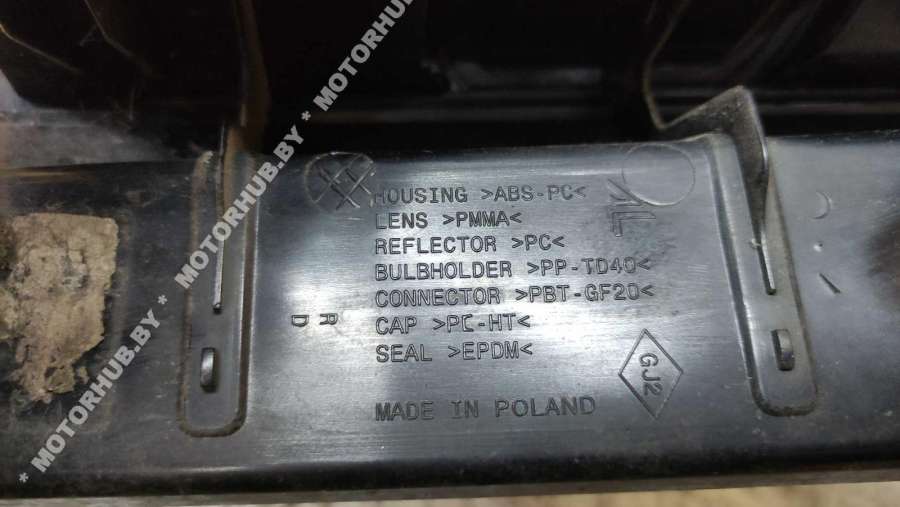 HOUSING >ABS-PC<
LENS >PMMA<
REFLECTOR >PC<
BULBHOLDER >PP-TD40<
CONNECTOR >PBT-GF20<
CAP >PC-HT<
SEAL >EPDM<
MADE IN POLAND
R
D
GJ2
* MOTORHUB.BY * MOTORHUB.BY * MOTORHUB.BY *